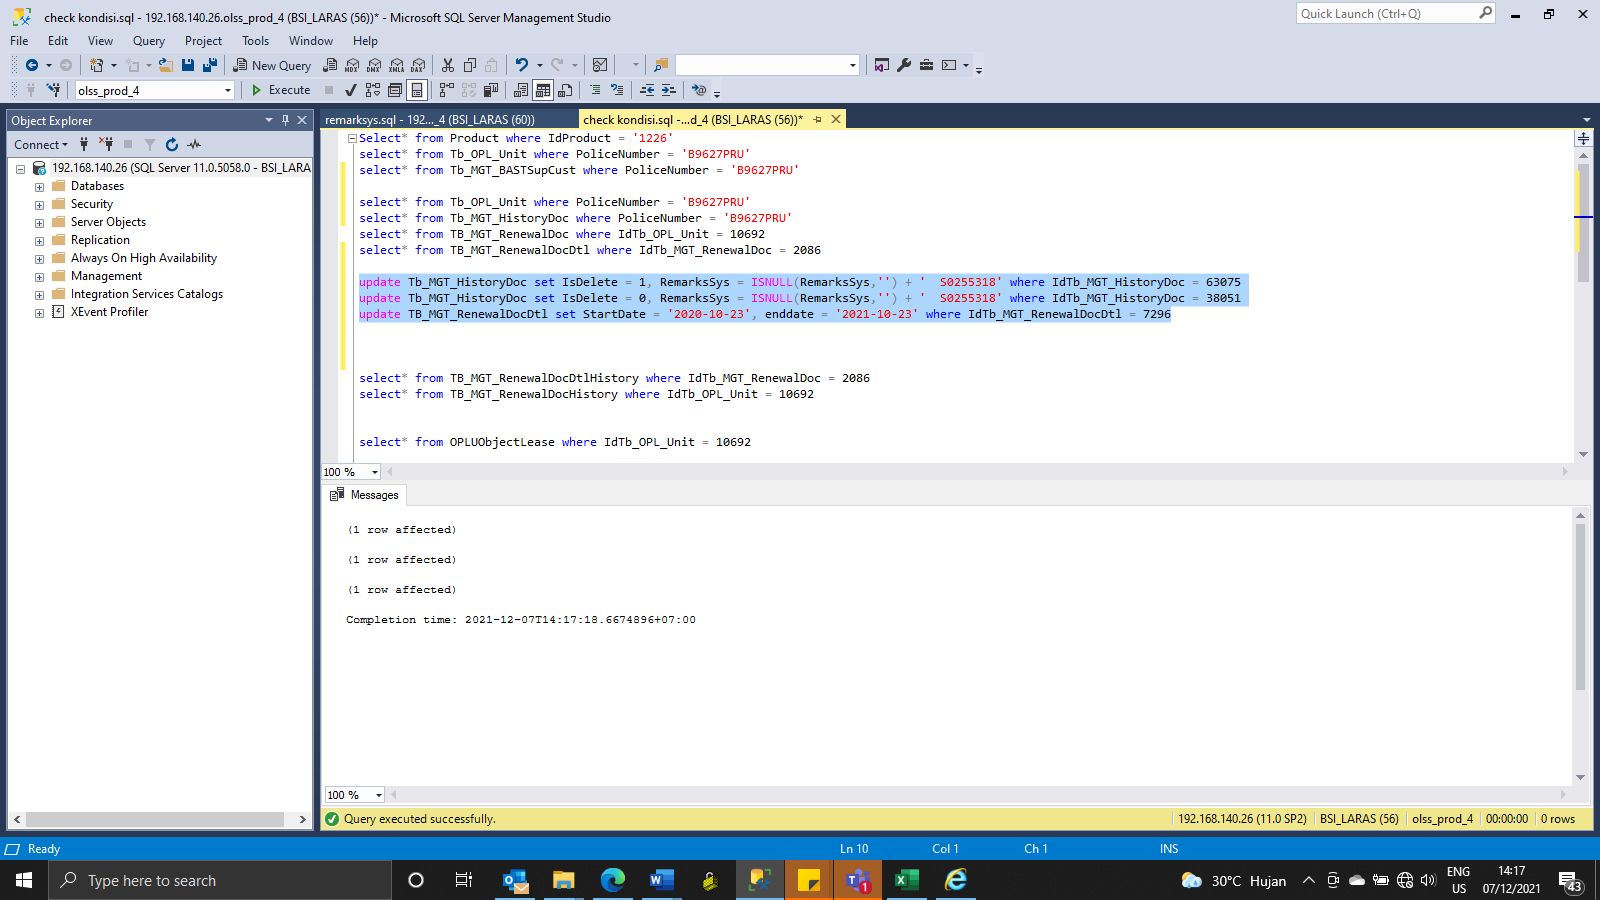 check kondisi.sql - 192.168.140.26.olss_prod_4 (BSI_LARAS (56))* - Microsoft SQL Server Management Studio
Quick Launch (Ctrl+Q)
File Edit View Query Project Tools Window Help
New Query
MDX DMX XMLA DAX
olss_prod_4
Execute
Object Explorer
remarksys.sql - 192..._4 (BSI_LARAS (60))
check kondisi.sql -...d_4 (BSI_LARAS (56))*
Connect
192.168.140.26 (SQL Server 11.0.5058.0 - BSI_LARA
Databases
Security
Server Objects
Replication
Always On High Availability
Management
Integration Services Catalogs
XEvent Profiler
Select* from Product where IdProduct = '1226'
select* from Tb_OPL_Unit where PoliceNumber = 'B9627PRU'
select* from Tb_MGT_BASTSupCust where PoliceNumber = 'B9627PRU'
select* from Tb_OPL_Unit where PoliceNumber = 'B9627PRU'
select* from Tb_MGT_HistoryDoc where PoliceNumber = 'B9627PRU'
select* from TB_MGT_RenewalDoc where IdTb_OPL_Unit = 10692
select* from TB_MGT_RenewalDocDtl where IdTb_MGT_RenewalDoc = 2086
update Tb_MGT_HistoryDoc set IsDelete = 1, RemarksSys = ISNULL(RemarksSys,'') + '  S0255318' where IdTb_MGT_HistoryDoc = 63075
update Tb_MGT_HistoryDoc set IsDelete = 0, RemarksSys = ISNULL(RemarksSys,'') + '  S0255318' where IdTb_MGT_HistoryDoc = 38051
update TB_MGT_RenewalDocDtl set StartDate = '2020-10-23', enddate = '2021-10-23' where IdTb_MGT_RenewalDocDtl = 7296
select* from TB_MGT_RenewalDocDtlHistory where IdTb_MGT_RenewalDoc = 2086
select* from TB_MGT_RenewalDocHistory where IdTb_OPL_Unit = 10692
select* from OPLUObjectLease where IdTb_OPL_Unit = 10692
100 %
Messages
(1 row affected)
(1 row affected)
(1 row affected)
Completion time: 2021-12-07T14:17:18.6674896+07:00
100 %
Query executed successfully.
192.168.140.26 (11.0 SP2) BSI_LARAS (56) olss_prod_4 00:00:00 0 rows
Ready
Ln 10 Col 1 Ch 1 INS
Type here to search
1
30°C Hujan
ENG
US
14:17
07/12/2021
43